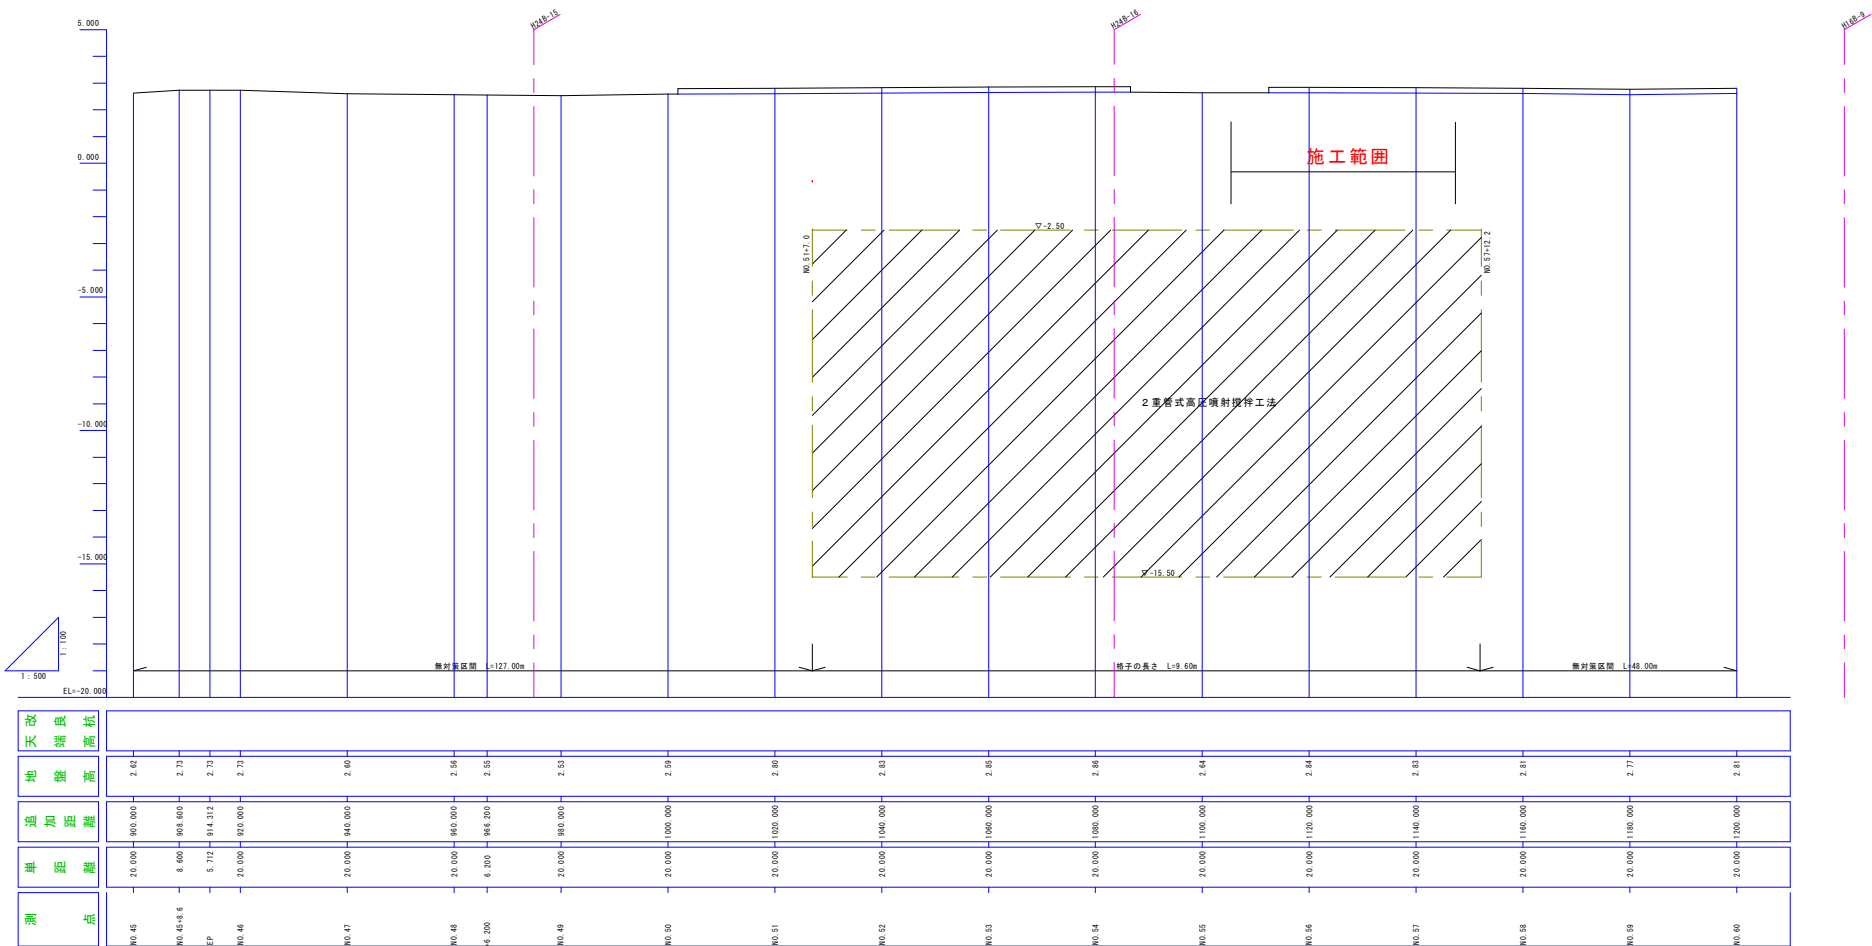 H24B-15
H24B-16
H16B-9
5.000
0.000
-5.000
-10.000
-15.000
EL=-20.000
1:100
1:500
施工範囲
▽-2.50
NO.51+7.0
NO.57+12.2
2重管式高圧噴射撹拌工法
▽-15.50
無対策区間 L=127.00m
格子の長さ L=9.60m
無対策区間 L=48.00m
改良杭
天端高
地盤高
2.62 2.73 2.73 2.73 2.60 2.56 2.55 2.53 2.59 2.80 2.83 2.85 2.86 2.64 2.84 2.83 2.81 2.77 2.81
追加距離
900.000 908.600 914.312 920.000 940.000 960.000 966.200 980.000 1000.000 1020.000 1040.000 1060.000 1080.000 1100.000 1120.000 1140.000 1160.000 1180.000 1200.000
単距離
20.000 8.600 5.712 20.000 20.000 20.000 6.200 20.000 20.000 20.000 20.000 20.000 20.000 20.000 20.000 20.000 20.000 20.000 20.000
測点
NO.45 NO.45+8.6 EP NO.46 NO.47 NO.48 +6.200 NO.49 NO.50 NO.51 NO.52 NO.53 NO.54 NO.55 NO.56 NO.57 NO.58 NO.59 NO.60